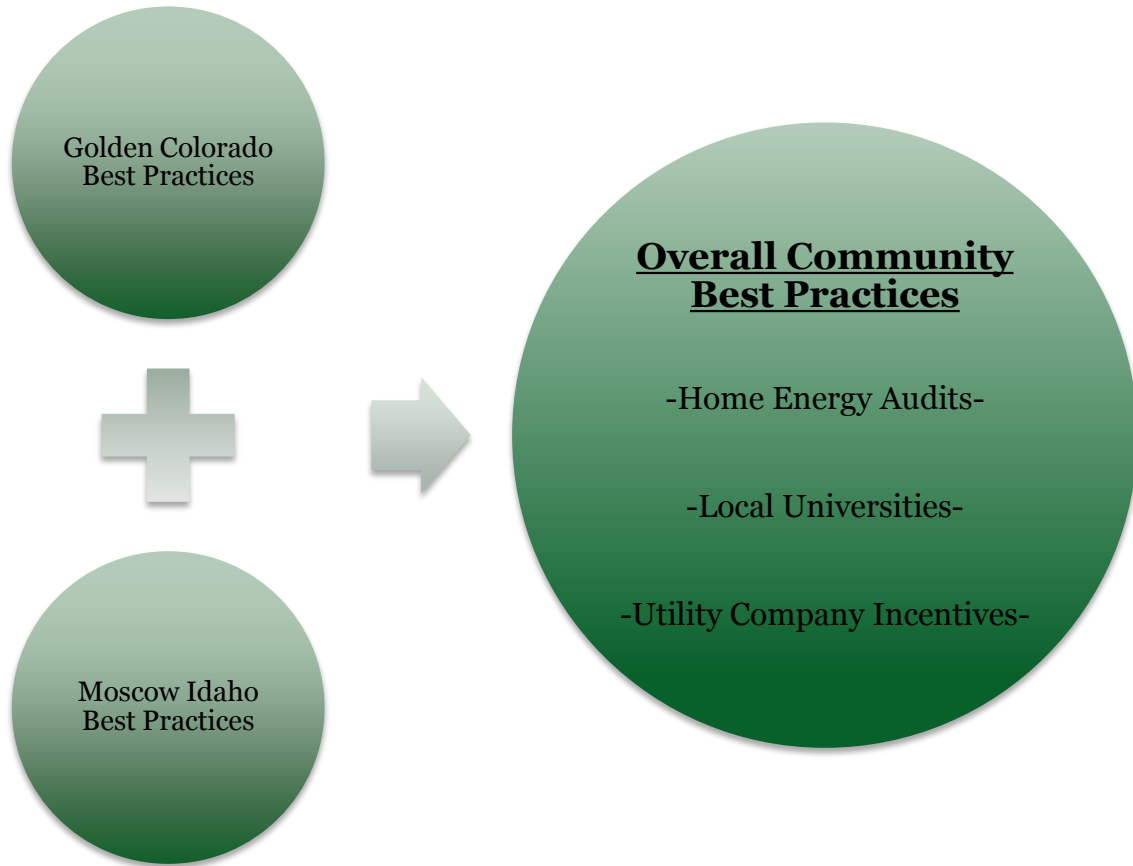 Golden Colorado
Best Practices
Overall Community
Best Practices
-Home Energy Audits-
-Local Universities-
-Utility Company Incentives-
Moscow Idaho
Best Practices